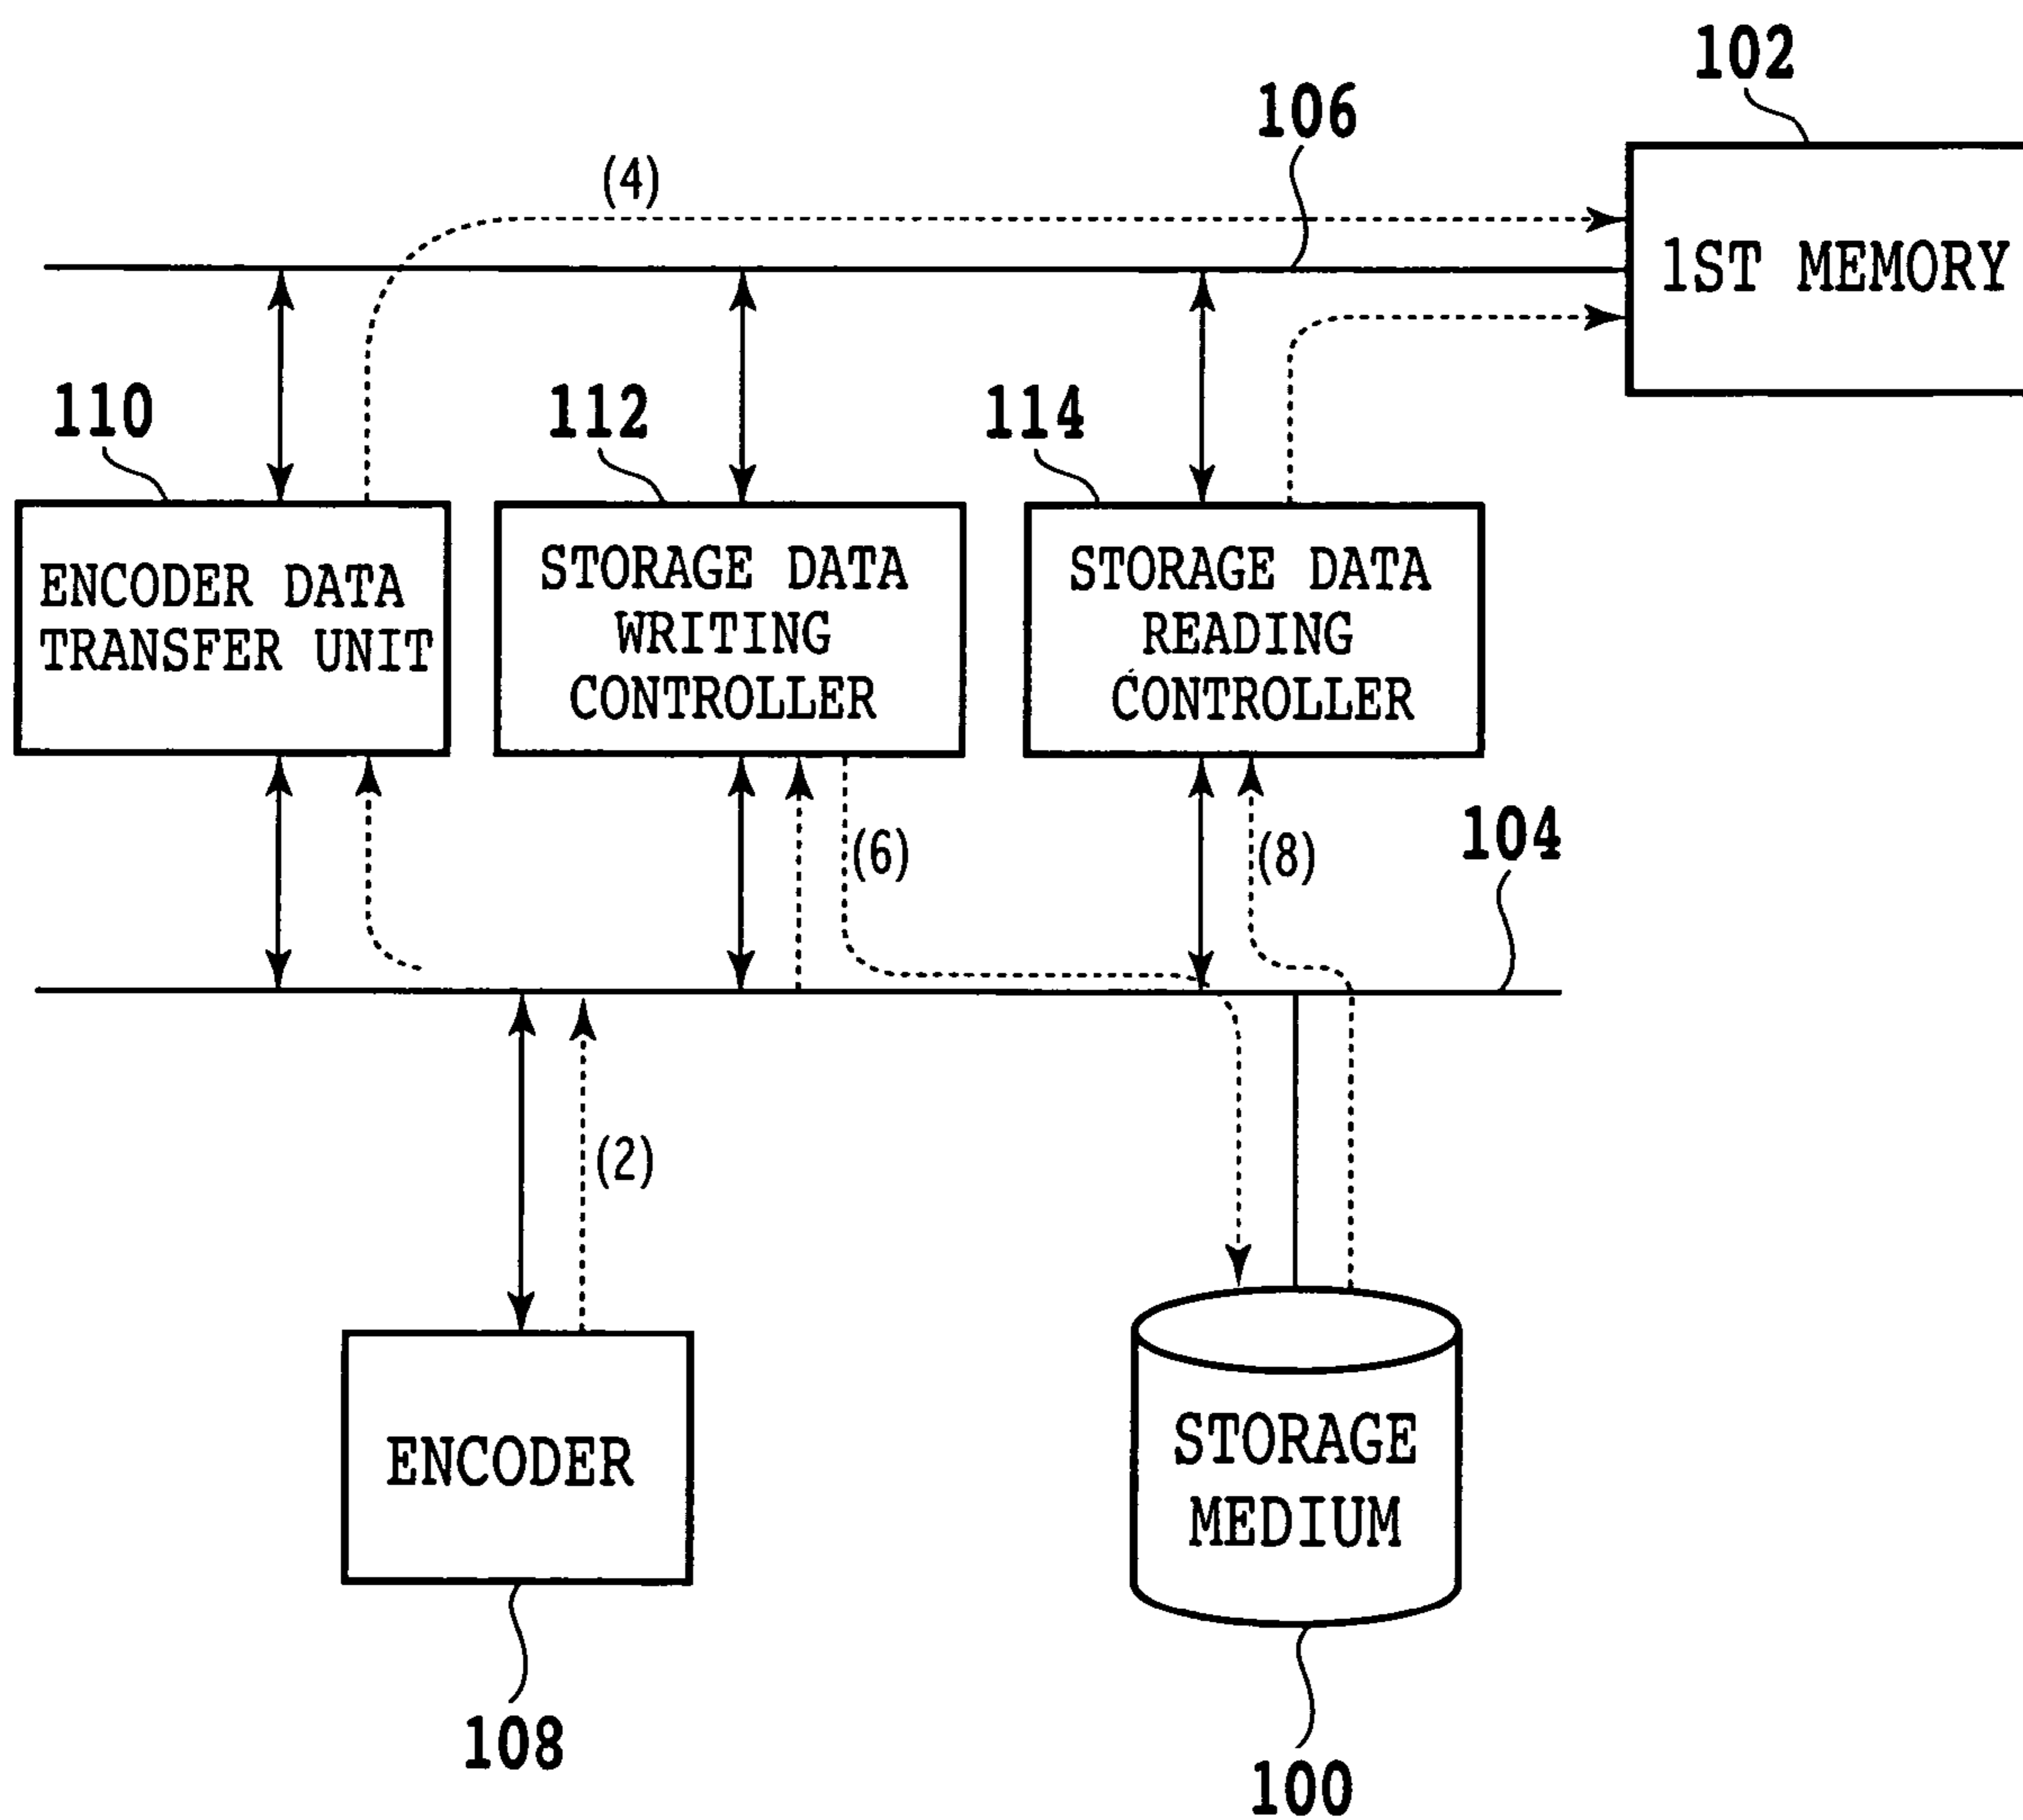 102
106
(4)
1ST MEMORY
110
112
114
ENCODER DATA
TRANSFER UNIT
STORAGE DATA
WRITING
CONTROLLER
STORAGE DATA
READING
CONTROLLER
104
(6)
(8)
(2)
ENCODER
STORAGE
MEDIUM
108
100